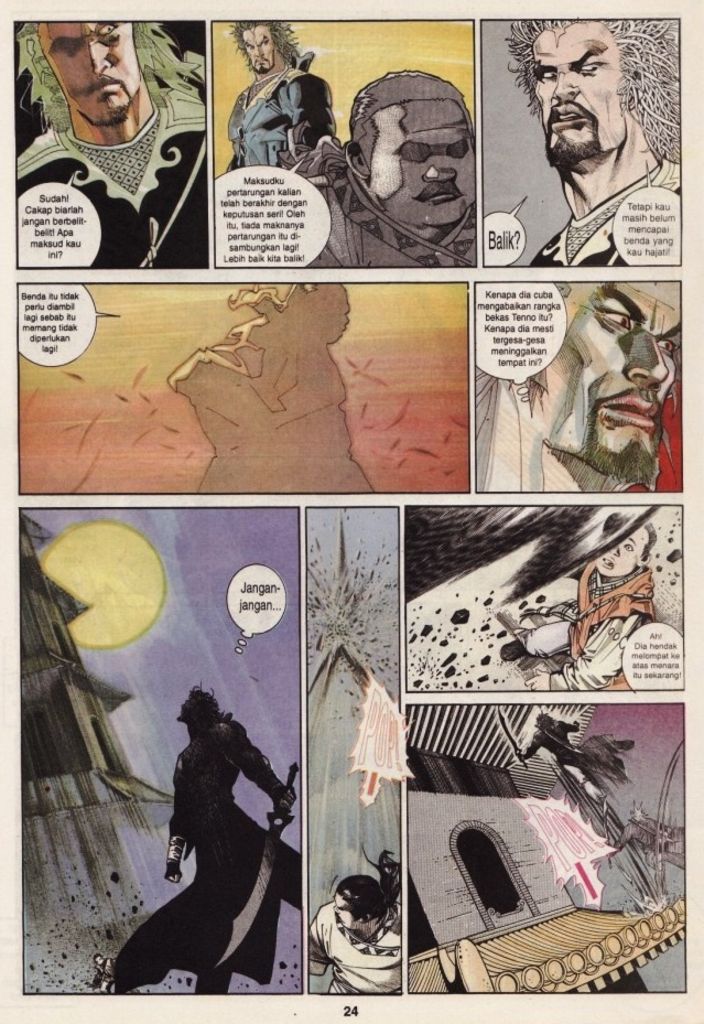 Sudah!
Cakap biarlah
jangan berbelit-
belit! Apa
maksud kau
ini?
Maksudku
pertarungan kalian
telah berakhir dengan
keputusan seri! Oleh
itu, tiada maknanya
pertarungan itu di-
sambungkan lagi!
Lebih baik kita balik!
Balik?
Tetapi kau
masih belum
mencapai
benda yang
kau hajati!
Benda itu tidak
perlu diambil
lagi sebab itu
memang tidak
diperlukan
lagi!
Kenapa dia cuba
mengabaikan rangka
bekas Tenno itu?
Kenapa dia mesti
tergesa-gesa
meninggalkan
tempat ini?
Jangan-
jangan...
POP!
Ah!
Dia hendak
melompat ke
atas menara
itu sekarang!
POP!
24